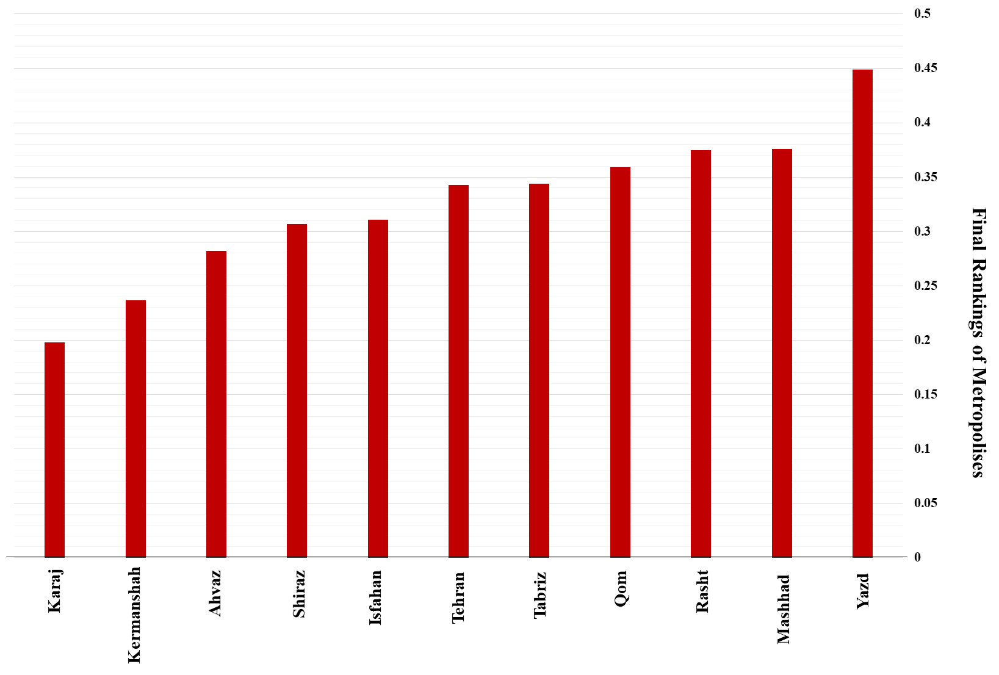 0.5
0.45
0.4
0.35
0.3
0.25
0.2
0.15
0.1
0.05
0
Final Rankings of Metropolises
Karaj
Kermanshah
Ahvaz
Shiraz
Isfahan
Tehran
Tabriz
Qom
Rasht
Mashhad
Yazd